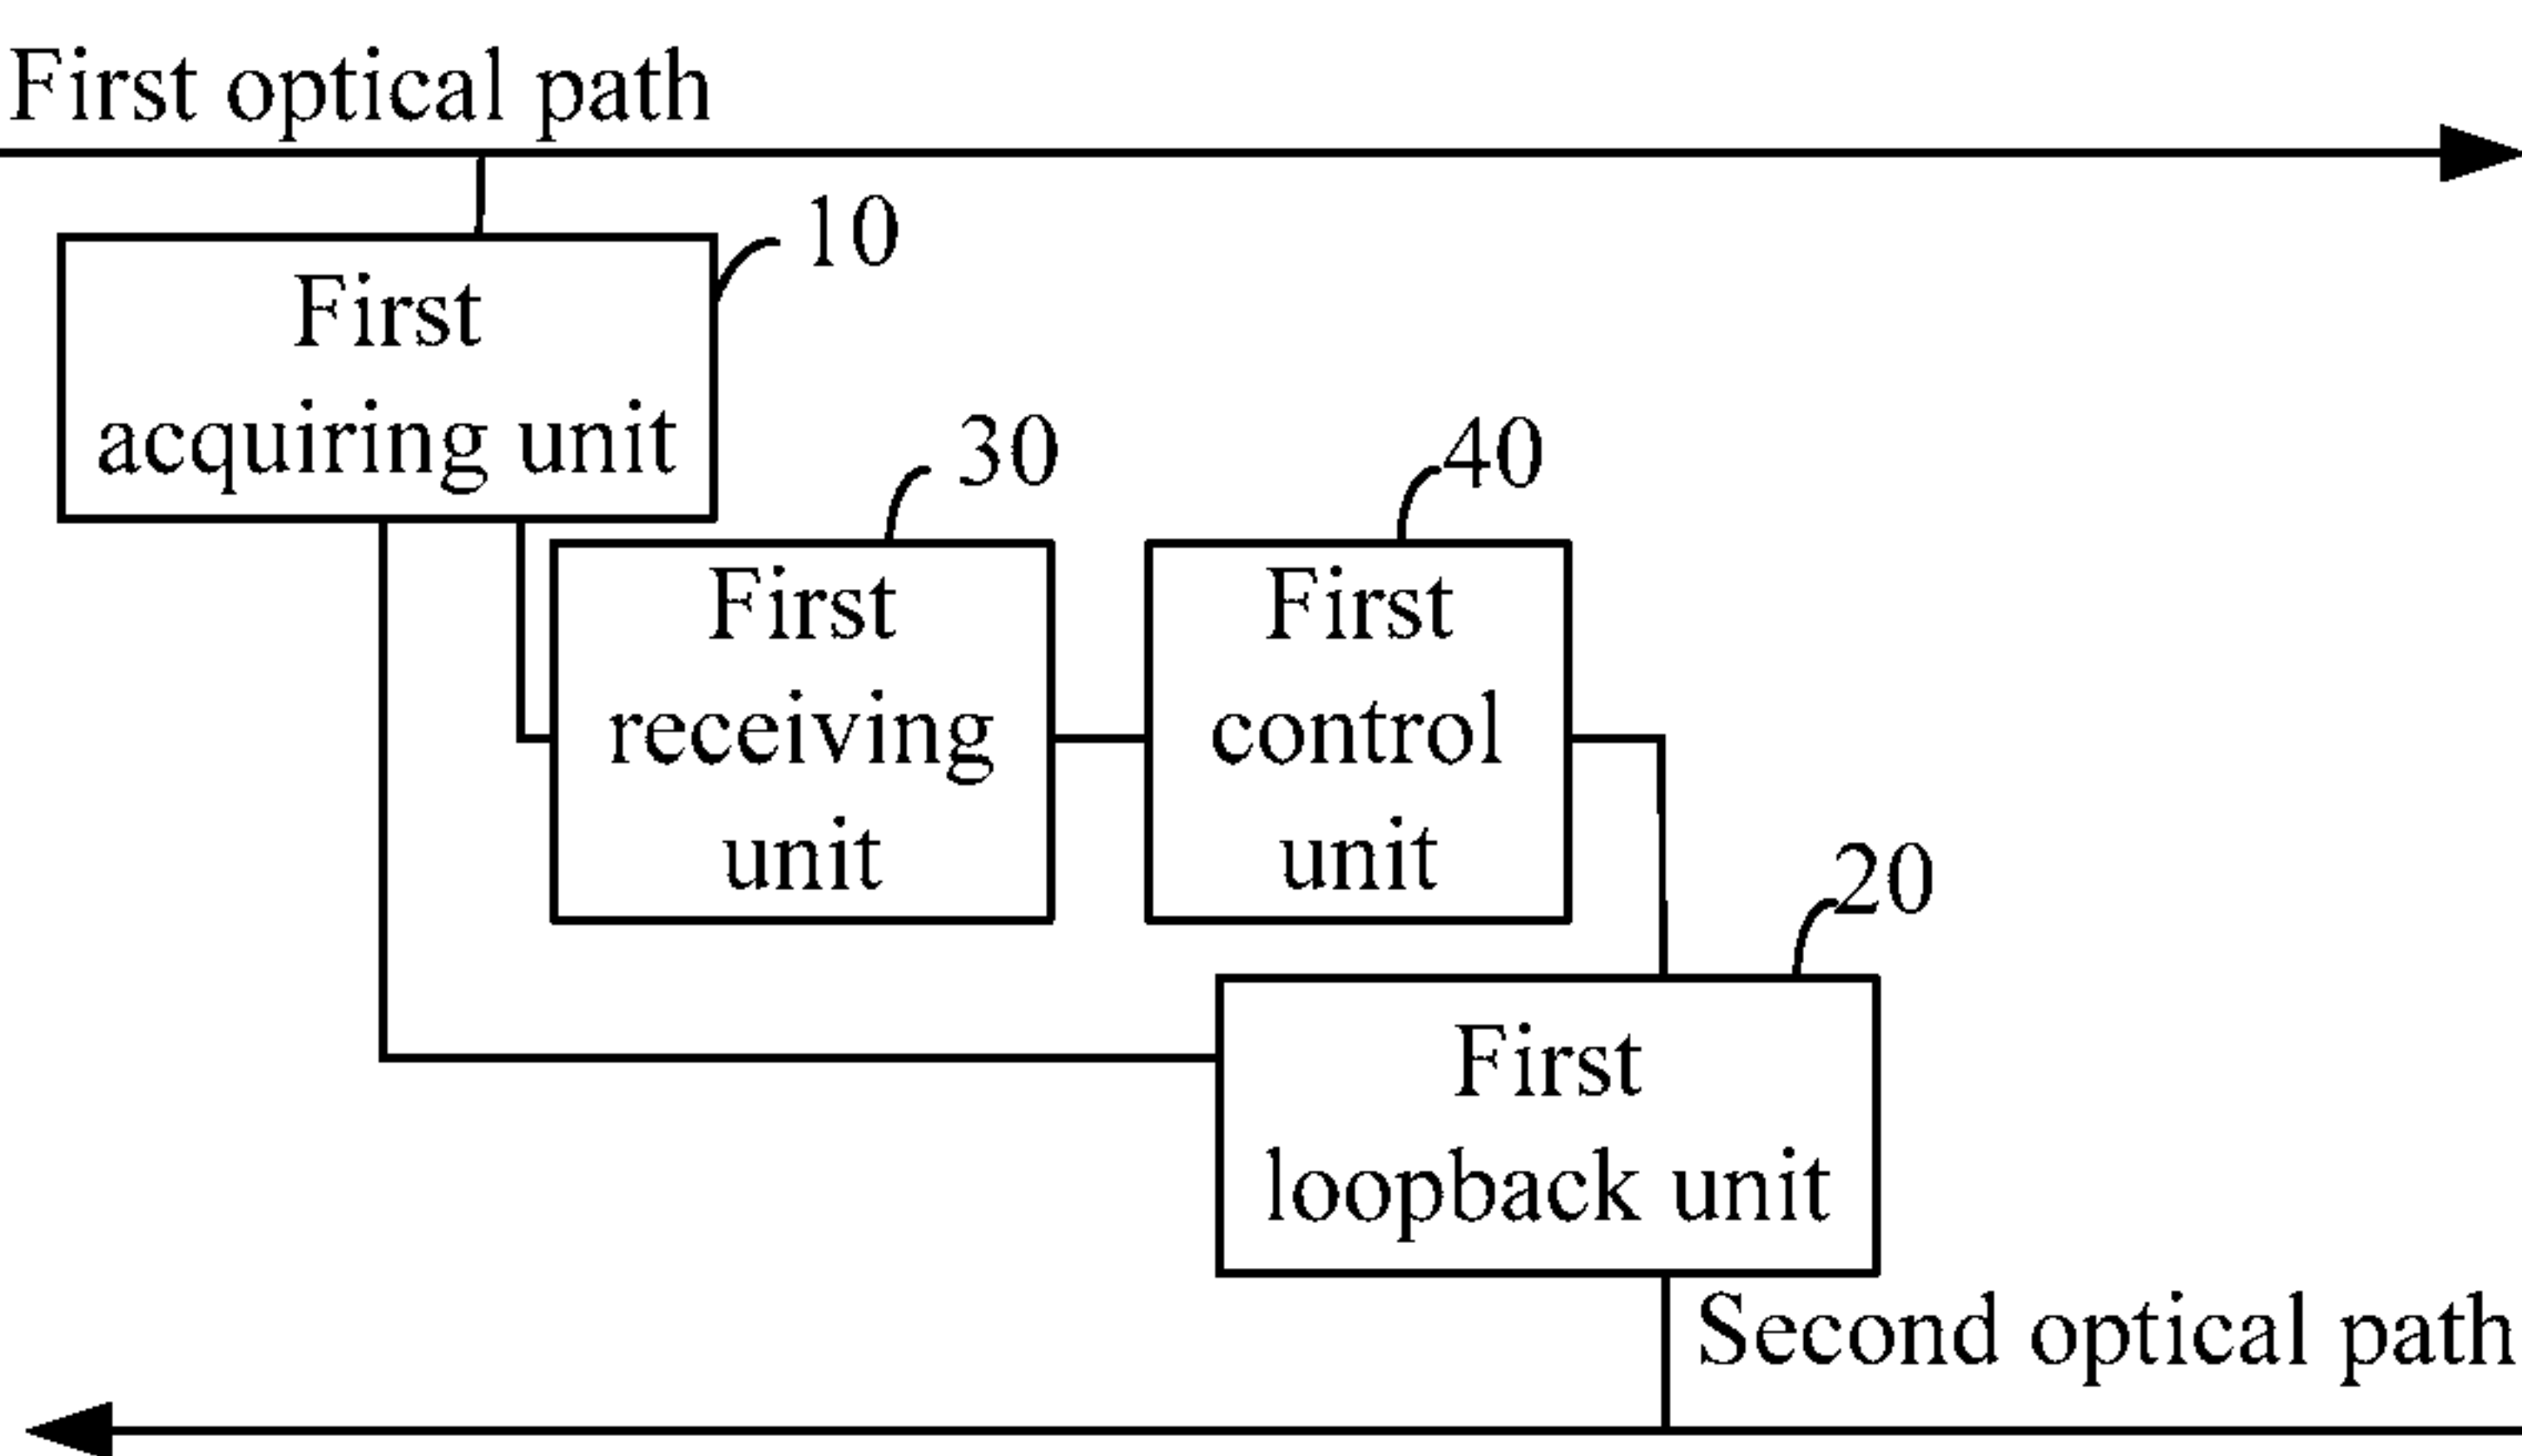 First optical path
10
First
acquiring unit
30
40
First
receiving
unit
First
control
unit
20
First
loopback unit
Second optical path